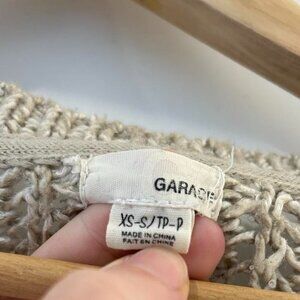 GARAGE
XS-S/TP-P
MADE IN CHINA
FAIT EN CHINE